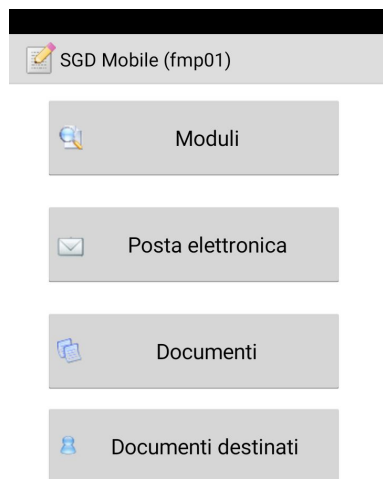 SGD Mobile (fmp01)
Moduli
Posta elettronica
Documenti
Documenti destinati